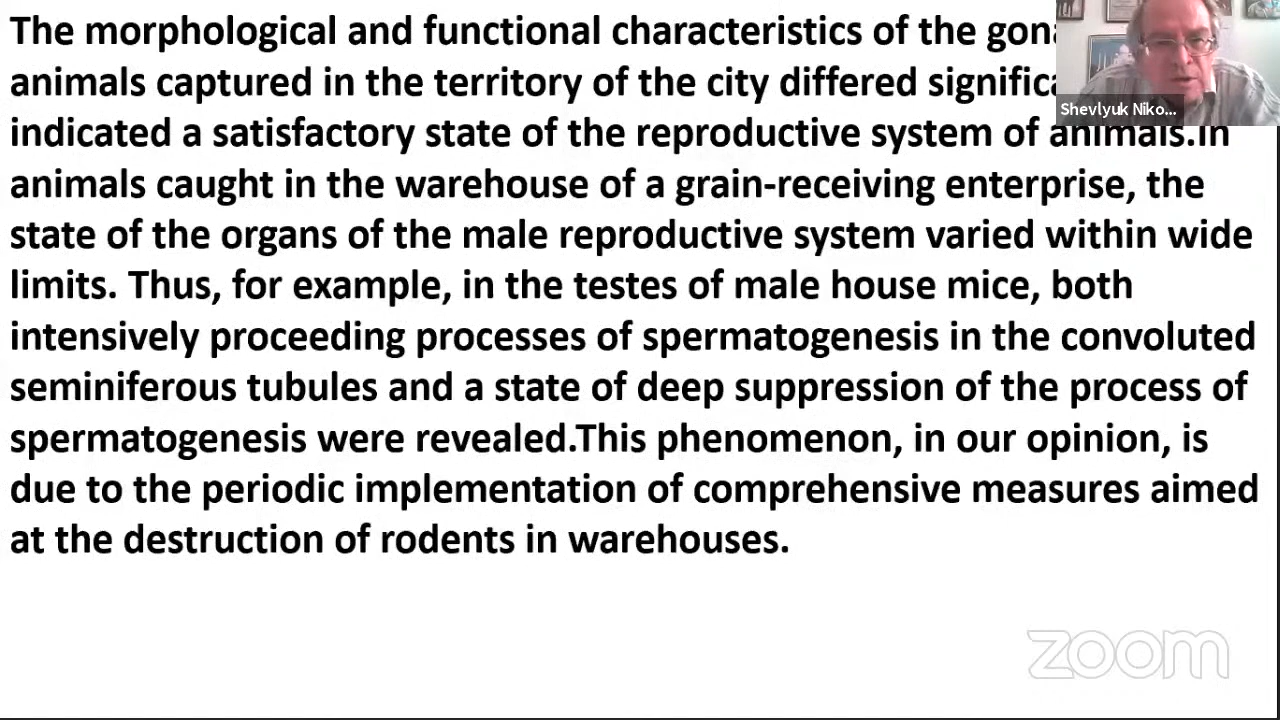 The morphological and functional characteristics of the
animals captured in the territory of the city differed
indicated a satisfactory state of the reproductive system of animals.In
animals caught in the warehouse of a grain-receiving enterprise, the
state of the organs of the male reproductive system varied within wide
limits. Thus, for example, in the testes of male house mice, both
intensively proceeding processes of spermatogenesis in the convoluted
seminiferous tubules and a state of deep suppression of the process of
spermatogenesis were revealed.This phenomenon, in our opinion, is
due to the periodic implementation of comprehensive measures aimed
at the destruction of rodents in warehouses.
Shevlyuk Niko...
zoom